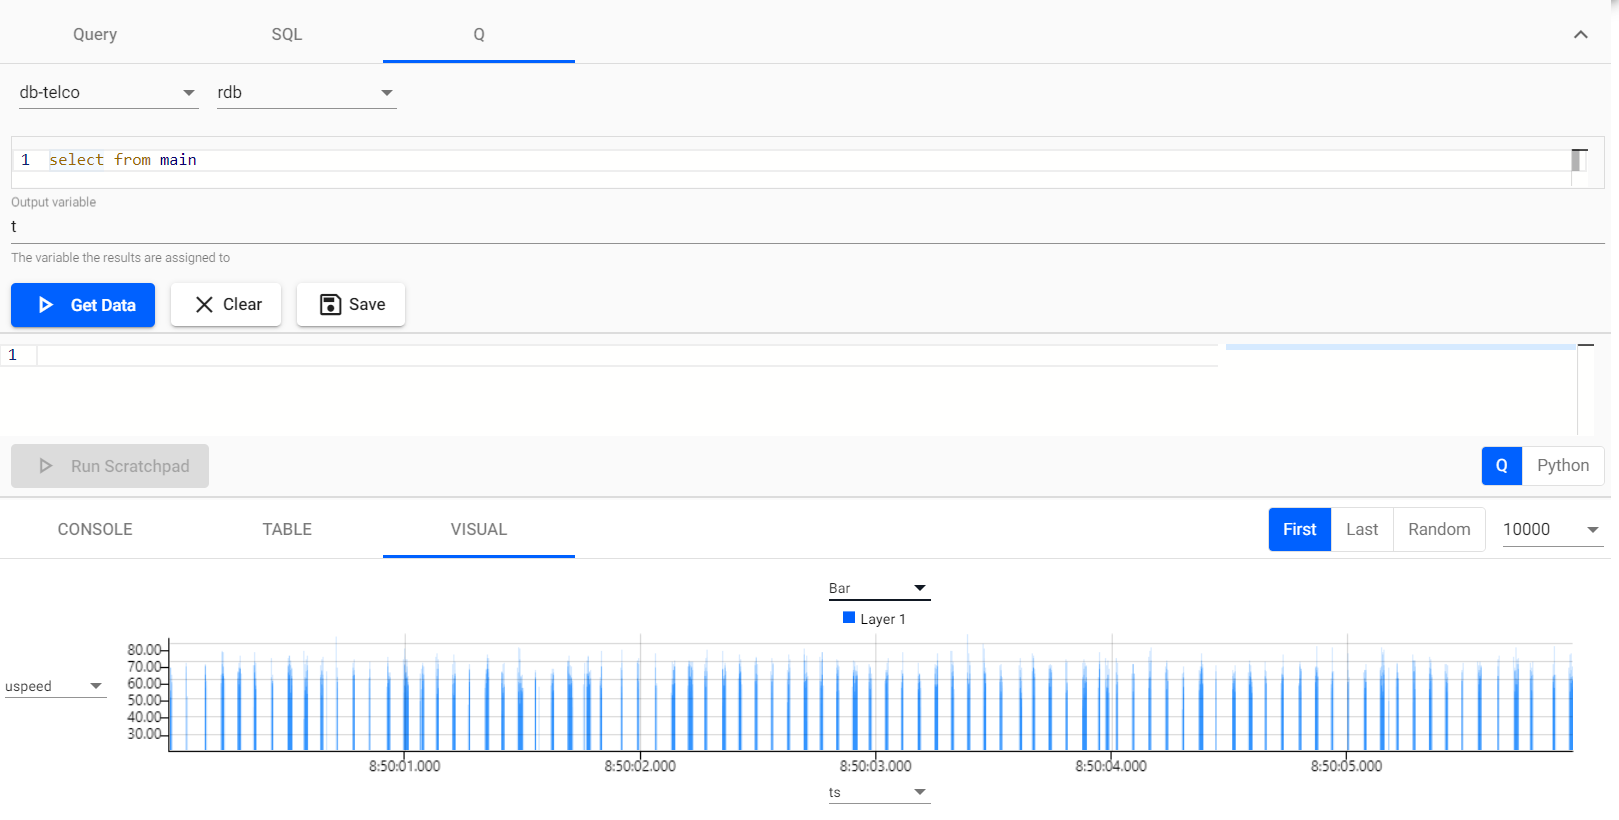 Query SQL Q
db-telco rdb
1 select from main
Output variable
t
The variable the results are assigned to
Get Data Clear Save
1
Run Scratchpad Q Python
CONSOLE TABLE VISUAL First Last Random 10000
Bar
Layer 1
80.00
70.00
60.00
uspeed
50.00
40.00
30.00
8:50:01.000 8:50:02.000 8:50:03.000 8:50:04.000 8:50:05.000
ts